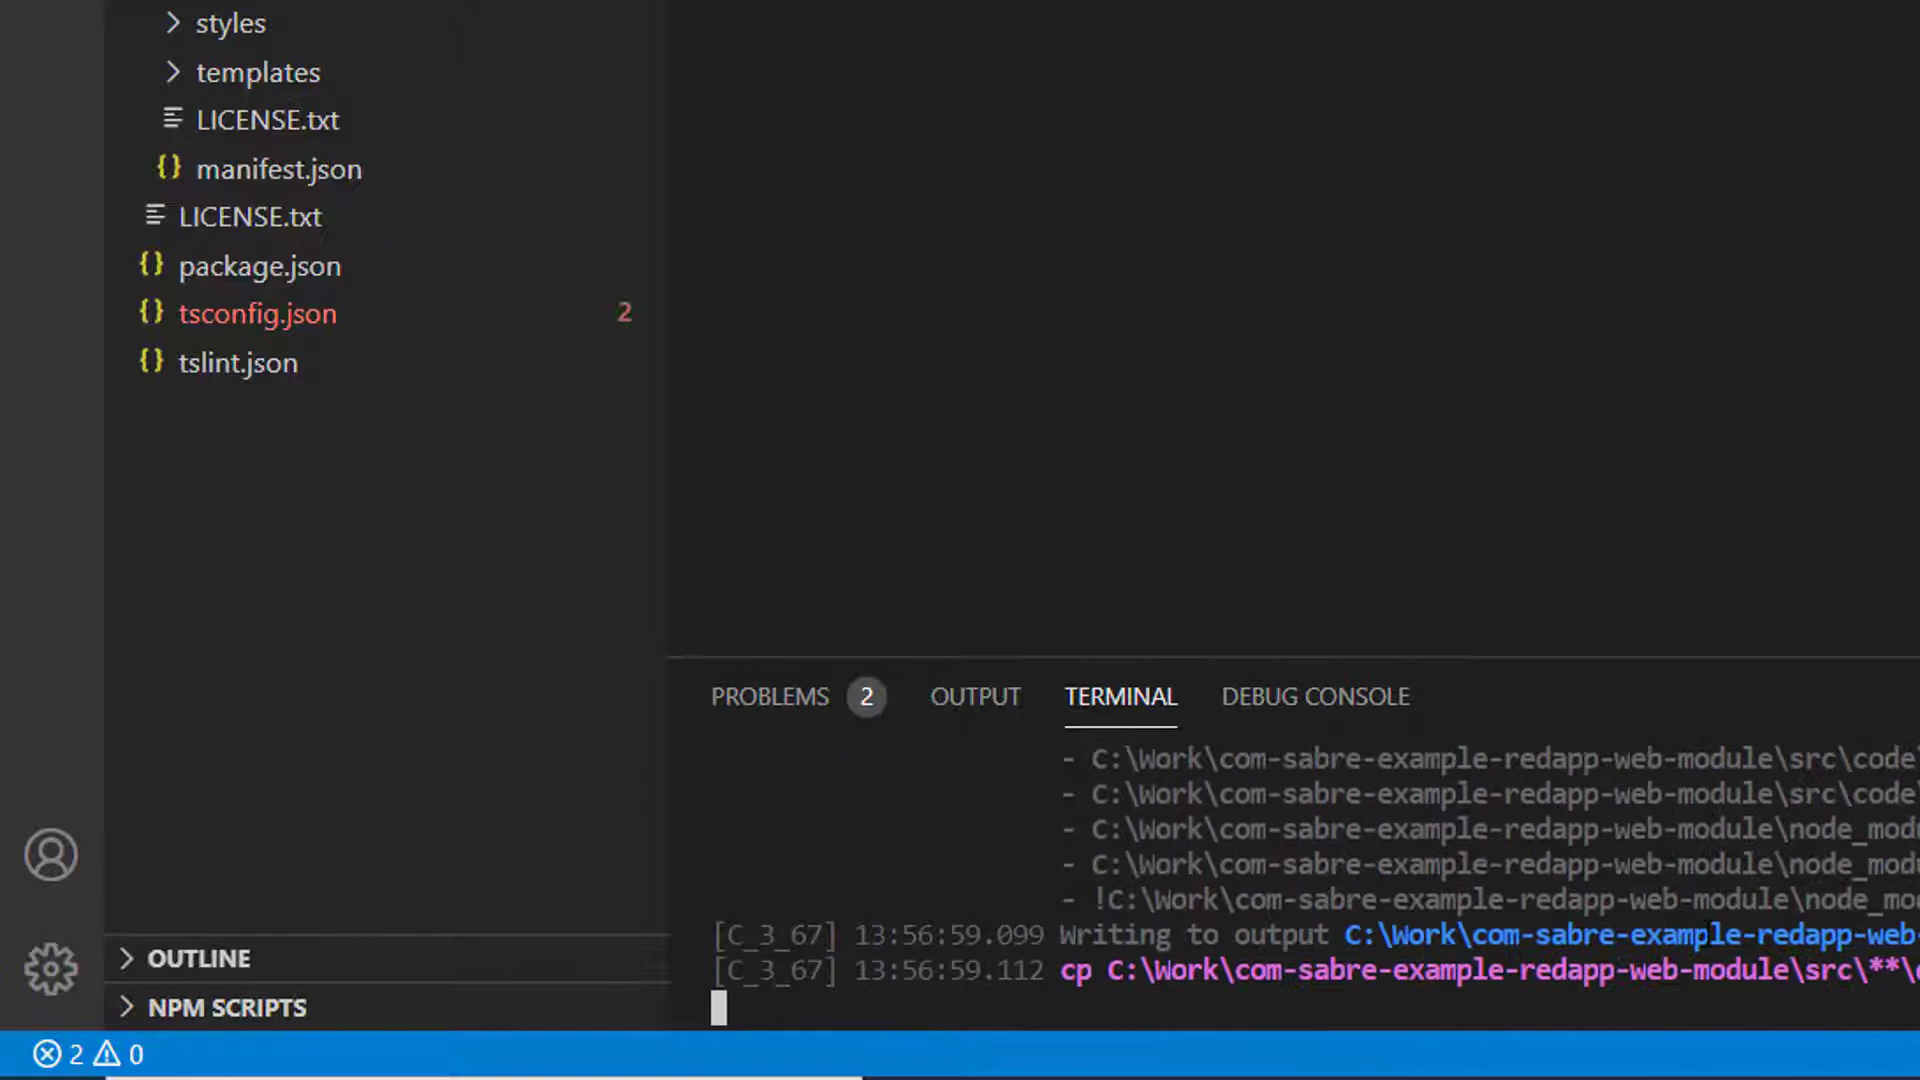 styles
templates
LICENSE.txt
manifest.json
LICENSE.txt
package.json
tsconfig.json 2
tslint.json
OUTLINE
NPM SCRIPTS
PROBLEMS 2 OUTPUT TERMINAL DEBUG CONSOLE
- C:\Work\com-sabre-example-redapp-web-module\src\code\
- C:\Work\com-sabre-example-redapp-web-module\src\code\
- C:\Work\com-sabre-example-redapp-web-module\node_modu
- C:\Work\com-sabre-example-redapp-web-module\node_modu
- !C:\Work\com-sabre-example-redapp-web-module\node_mod
[C_3_67] 13:56:59.099 Writing to output C:\Work\com-sabre-example-redapp-web-
[C_3_67] 13:56:59.112 cp C:\Work\com-sabre-example-redapp-web-module\src\**\
2 0